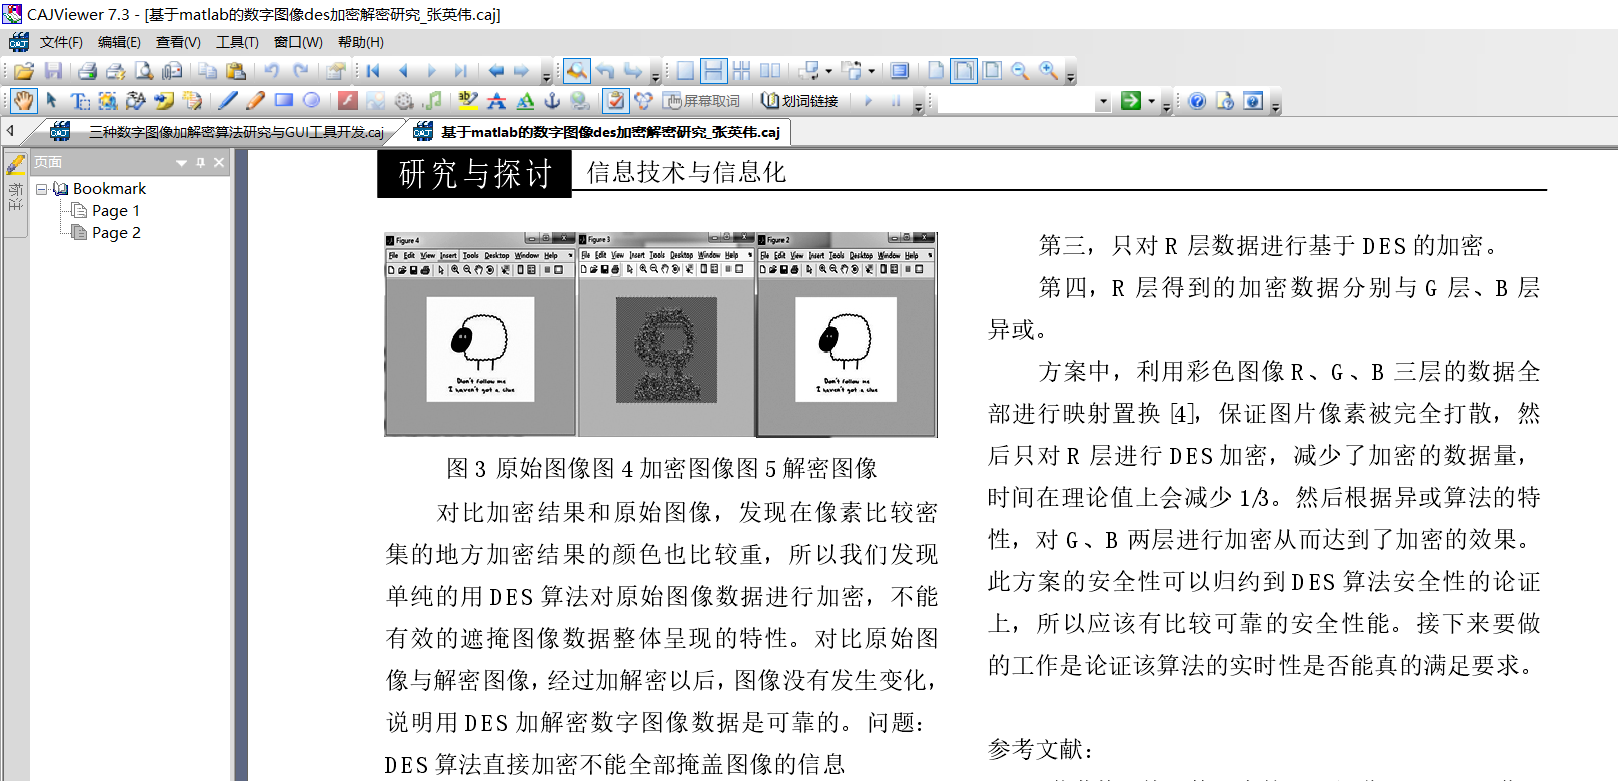 CAJViewer 7.3 - [基于matlab的数字图像des加密解密研究_张英伟.caj]
文件(F) 编辑(E) 查看(V) 工具(T) 窗口(W) 帮助(H)
屏幕取词 划词链接
三种数字图像加解密算法研究与GUI工具开发.caj 基于matlab的数字图像des加密解密研究_张英伟.caj
页面
标注
Bookmark
Page 1
Page 2
研究与探讨 信息技术与信息化
Figure 4
File Edit View Insert Tools Desktop Window Help
Don't follow me
I haven't got a clue
Figure 3
File Edit View Insert Tools Desktop Window Help
Figure 2
File Edit View Insert Tools Desktop Window Help
Don't follow me
I haven't got a clue
图 3 原始图像图 4 加密图像图 5 解密图像
对比加密结果和原始图像，发现在像素比较密
集的地方加密结果的颜色也比较重，所以我们发现
单纯的用 DES 算法对原始图像数据进行加密，不能
有效的遮掩图像数据整体呈现的特性。对比原始图
像与解密图像，经过加解密以后，图像没有发生变化，
说明用 DES 加解密数字图像数据是可靠的。问题：
DES 算法直接加密不能全部掩盖图像的信息
第三，只对 R 层数据进行基于 DES 的加密。
第四，R 层得到的加密数据分别与 G 层、B 层
异或。
方案中，利用彩色图像 R、G、B 三层的数据全
部进行映射置换 [4]，保证图片像素被完全打散，然
后只对 R 层进行 DES 加密，减少了加密的数据量，
时间在理论值上会减少 1/3。然后根据异或算法的特
性，对 G、B 两层进行加密从而达到了加密的效果。
此方案的安全性可以归约到 DES 算法安全性的论证
上，所以应该有比较可靠的安全性能。接下来要做
的工作是论证该算法的实时性是否能真的满足要求。
参考文献：